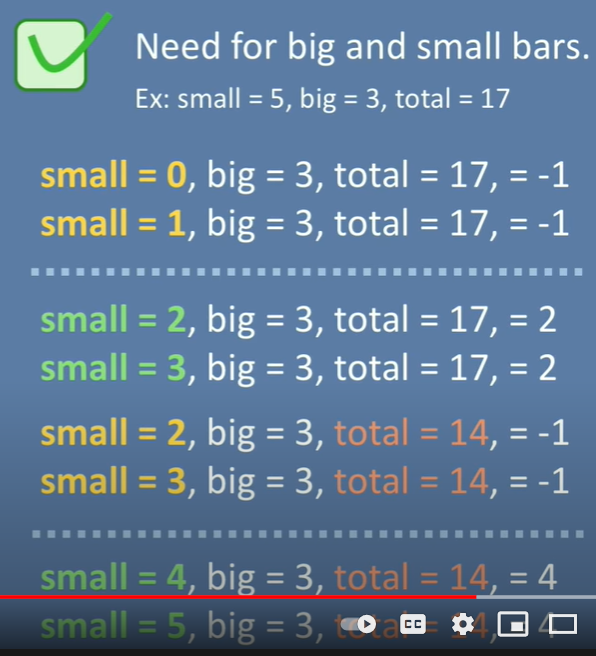 Need for big and small bars.
Ex: small = 5, big = 3, total = 17
small = 0, big = 3, total = 17, = -1
small = 1, big = 3, total = 17, = -1
small = 2, big = 3, total = 17, = 2
small = 3, big = 3, total = 17, = 2
small = 2, big = 3, total = 14, = -1
small = 3, big = 3, total = 14, = -1
small = 4, big = 3, total = 14, = 4
small = 5, big = 3, 4, 4
CC